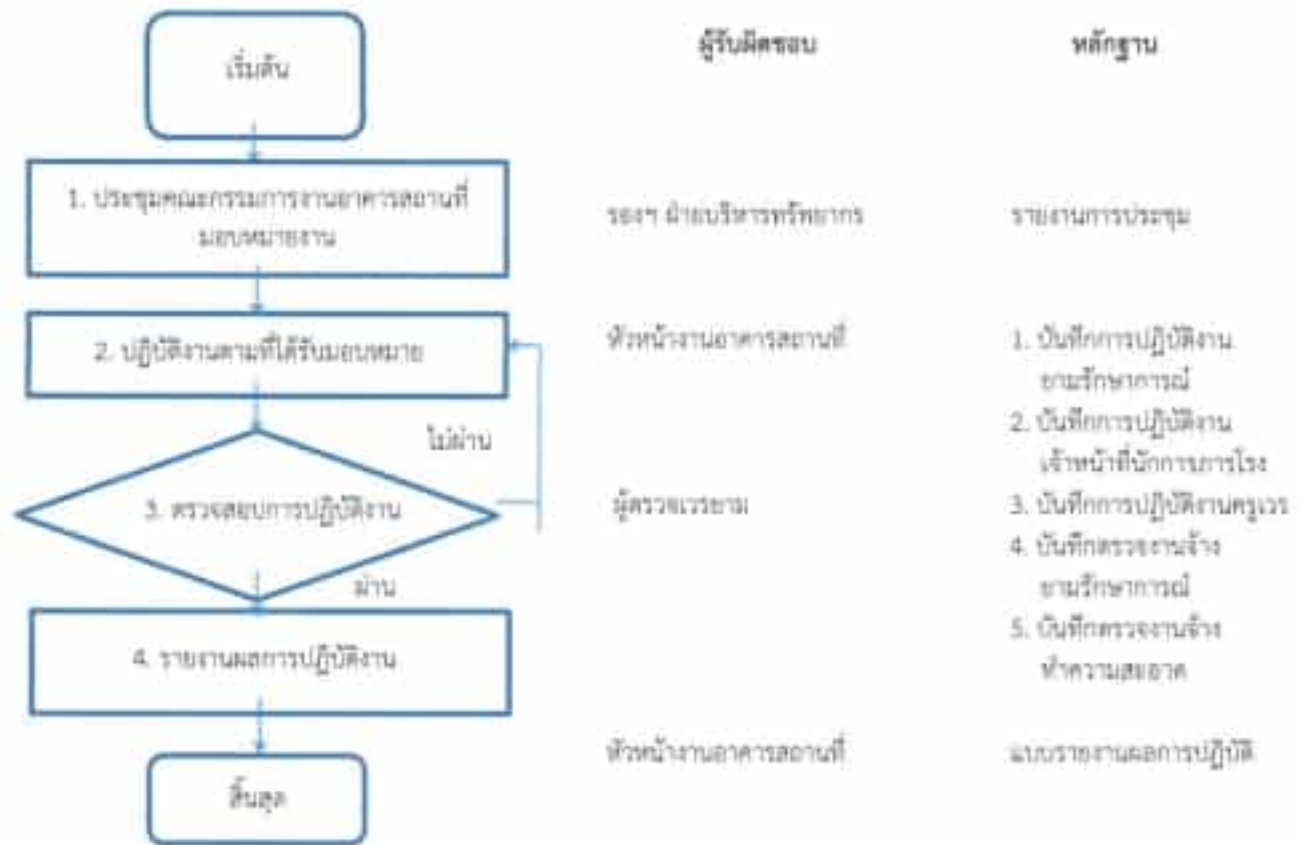 เริ่มต้น
ผู้รับผิดชอบ
หลักฐาน
1. ประชุมคณะกรรมการงานอาคารสถานที่
มอบหมายงาน
รองฯ ฝ่ายบริหารทรัพยากร
รายงานการประชุม
2. ปฏิบัติงานตามที่ได้รับมอบหมาย
หัวหน้างานอาคารสถานที่
1. บันทึกการปฏิบัติงาน
ยามรักษาการณ์
2. บันทึกการปฏิบัติงาน
เจ้าหน้าที่นักการภารโรง
ไม่ผ่าน
3. ตรวจสอบการปฏิบัติงาน
ผู้ตรวจเวรยาม
3. บันทึกการปฏิบัติงานครูเวร
4. บันทึกตรวจงานจ้าง
ยามรักษาการณ์
5. บันทึกตรวจงานจ้าง
ทำความสะอาด
ผ่าน
4. รายงานผลการปฏิบัติงาน
หัวหน้างานอาคารสถานที่
แบบรายงานผลการปฏิบัติ
สิ้นสุด